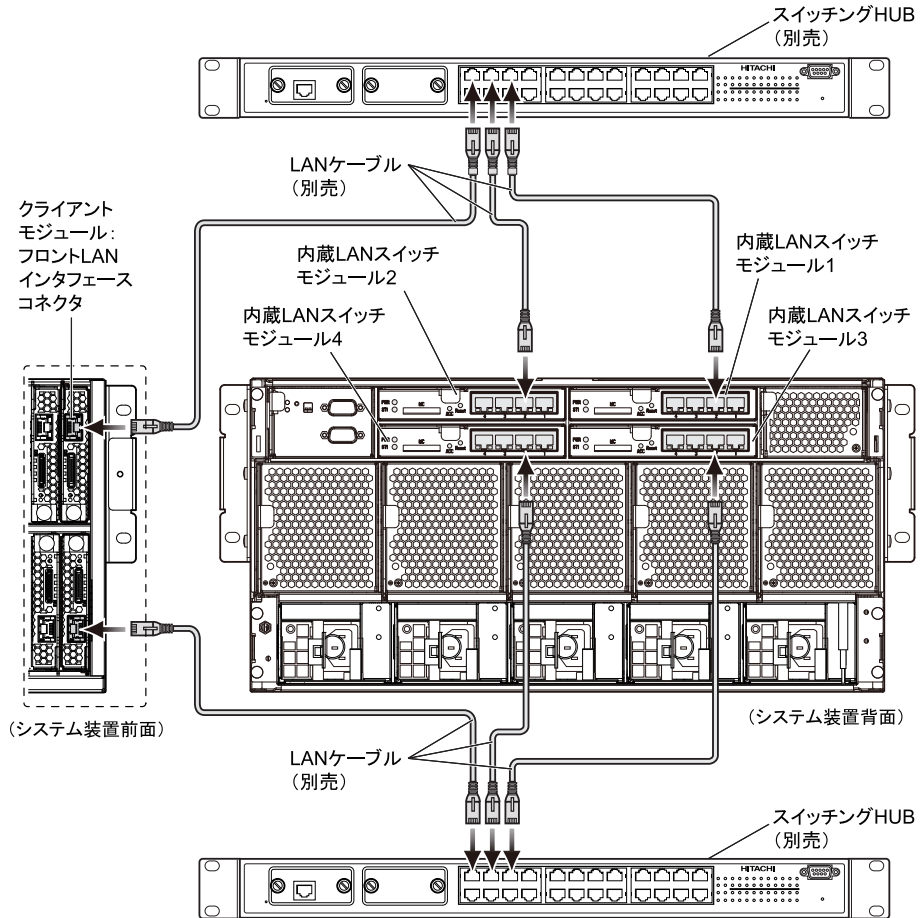 スイッチングHUB
（別売）
HITACHI
LANケーブル
（別売）
クライアント
モジュール：
フロントLAN
インタフェース
コネクタ
内蔵LANスイッチ
モジュール2
内蔵LANスイッチ
モジュール1
内蔵LANスイッチ
モジュール4
内蔵LANスイッチ
モジュール3
（システム装置前面）
（システム装置背面）
LANケーブル
（別売）
スイッチングHUB
（別売）
HITACHI